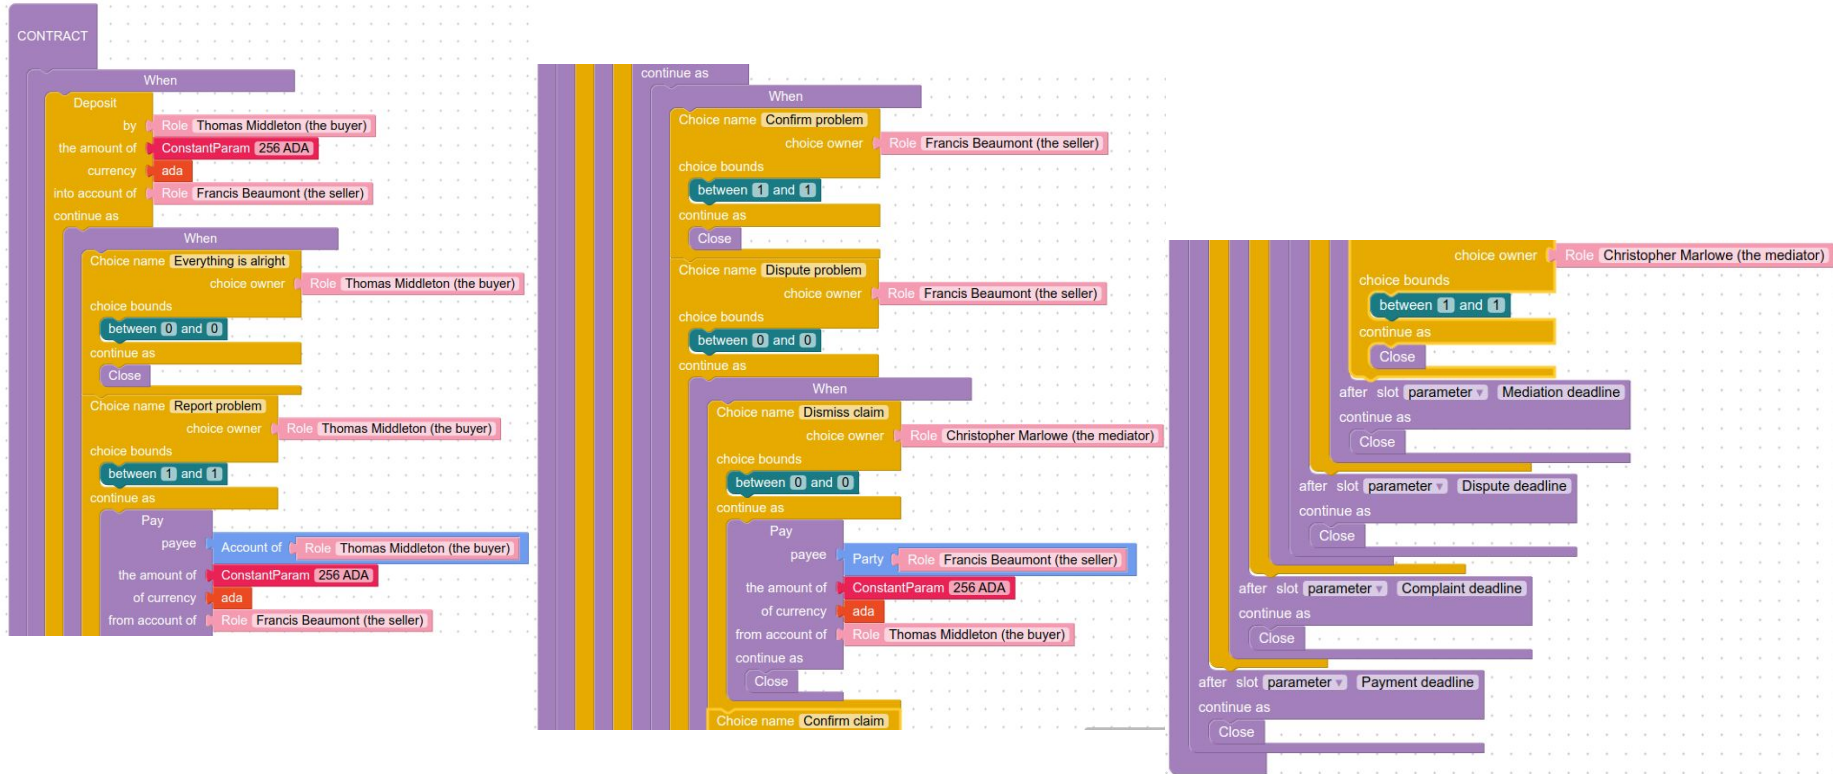 CONTRACT
When
Deposit
by Role Thomas Middleton (the buyer)
the amount of ConstantParam 256 ADA
currency ada
into account of Role Francis Beaumont (the seller)
continue as
When
Choice name Everything is alright
choice owner Role Thomas Middleton (the buyer)
choice bounds
between 0 and 0
continue as
Close
Choice name Report problem
choice owner Role Thomas Middleton (the buyer)
choice bounds
between 1 and 1
continue as
Pay
payee Account of Role Thomas Middleton (the buyer)
the amount of ConstantParam 256 ADA
of currency ada
from account of Role Francis Beaumont (the seller)
continue as
When
Choice name Confirm problem
choice owner Role Francis Beaumont (the seller)
choice bounds
between 1 and 1
continue as
Close
Choice name Dispute problem
choice owner Role Francis Beaumont (the seller)
choice bounds
between 0 and 0
continue as
When
Choice name Dismiss claim
choice owner Role Christopher Marlowe (the mediator)
choice bounds
between 0 and 0
continue as
Pay
payee Party Role Francis Beaumont (the seller)
the amount of ConstantParam 256 ADA
of currency ada
from account of Role Thomas Middleton (the buyer)
continue as
Close
Choice name Confirm claim
choice owner Role Christopher Marlowe (the mediator)
choice bounds
between 1 and 1
continue as
Close
after slot parameter Mediation deadline
continue as
Close
after slot parameter Dispute deadline
continue as
Close
after slot parameter Complaint deadline
continue as
Close
after slot parameter Payment deadline
continue as
Close